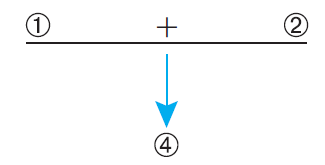 ① + ②
④